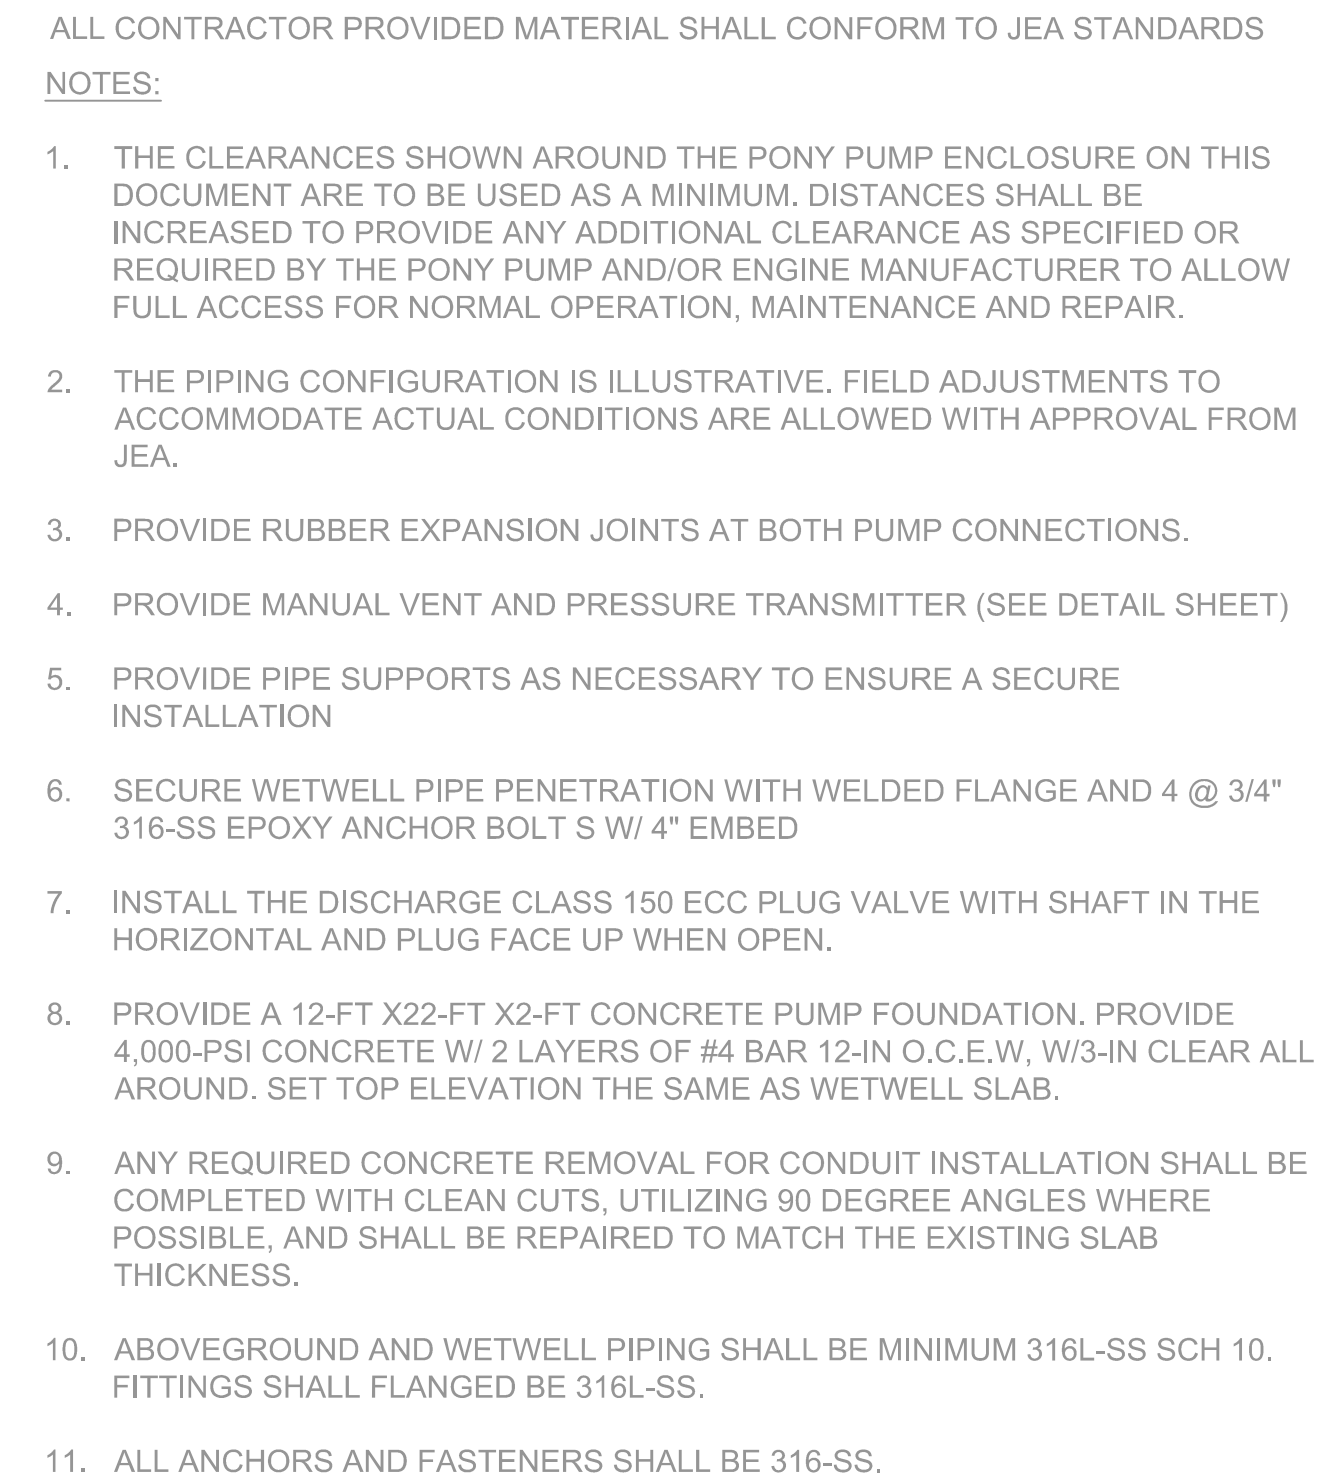 ALL CONTRACTOR PROVIDED MATERIAL SHALL CONFORM TO JEA STANDARDS
NOTES:
1. THE CLEARANCES SHOWN AROUND THE PONY PUMP ENCLOSURE ON THIS
DOCUMENT ARE TO BE USED AS A MINIMUM. DISTANCES SHALL BE
INCREASED TO PROVIDE ANY ADDITIONAL CLEARANCE AS SPECIFIED OR
REQUIRED BY THE PONY PUMP AND/OR ENGINE MANUFACTURER TO ALLOW
FULL ACCESS FOR NORMAL OPERATION, MAINTENANCE AND REPAIR.
2. THE PIPING CONFIGURATION IS ILLUSTRATIVE. FIELD ADJUSTMENTS TO
ACCOMMODATE ACTUAL CONDITIONS ARE ALLOWED WITH APPROVAL FROM
JEA.
3. PROVIDE RUBBER EXPANSION JOINTS AT BOTH PUMP CONNECTIONS.
4. PROVIDE MANUAL VENT AND PRESSURE TRANSMITTER (SEE DETAIL SHEET)
5. PROVIDE PIPE SUPPORTS AS NECESSARY TO ENSURE A SECURE
INSTALLATION
6. SECURE WETWELL PIPE PENETRATION WITH WELDED FLANGE AND 4 @ 3/4"
316-SS EPOXY ANCHOR BOLT S W/ 4" EMBED
7. INSTALL THE DISCHARGE CLASS 150 ECC PLUG VALVE WITH SHAFT IN THE
HORIZONTAL AND PLUG FACE UP WHEN OPEN.
8. PROVIDE A 12-FT X22-FT X2-FT CONCRETE PUMP FOUNDATION. PROVIDE
4,000-PSI CONCRETE W/ 2 LAYERS OF #4 BAR 12-IN O.C.E.W, W/3-IN CLEAR ALL
AROUND. SET TOP ELEVATION THE SAME AS WETWELL SLAB.
9. ANY REQUIRED CONCRETE REMOVAL FOR CONDUIT INSTALLATION SHALL BE
COMPLETED WITH CLEAN CUTS, UTILIZING 90 DEGREE ANGLES WHERE
POSSIBLE, AND SHALL BE REPAIRED TO MATCH THE EXISTING SLAB
THICKNESS.
10. ABOVEGROUND AND WETWELL PIPING SHALL BE MINIMUM 316L-SS SCH 10.
FITTINGS SHALL FLANGED BE 316L-SS.
11. ALL ANCHORS AND FASTENERS SHALL BE 316-SS.